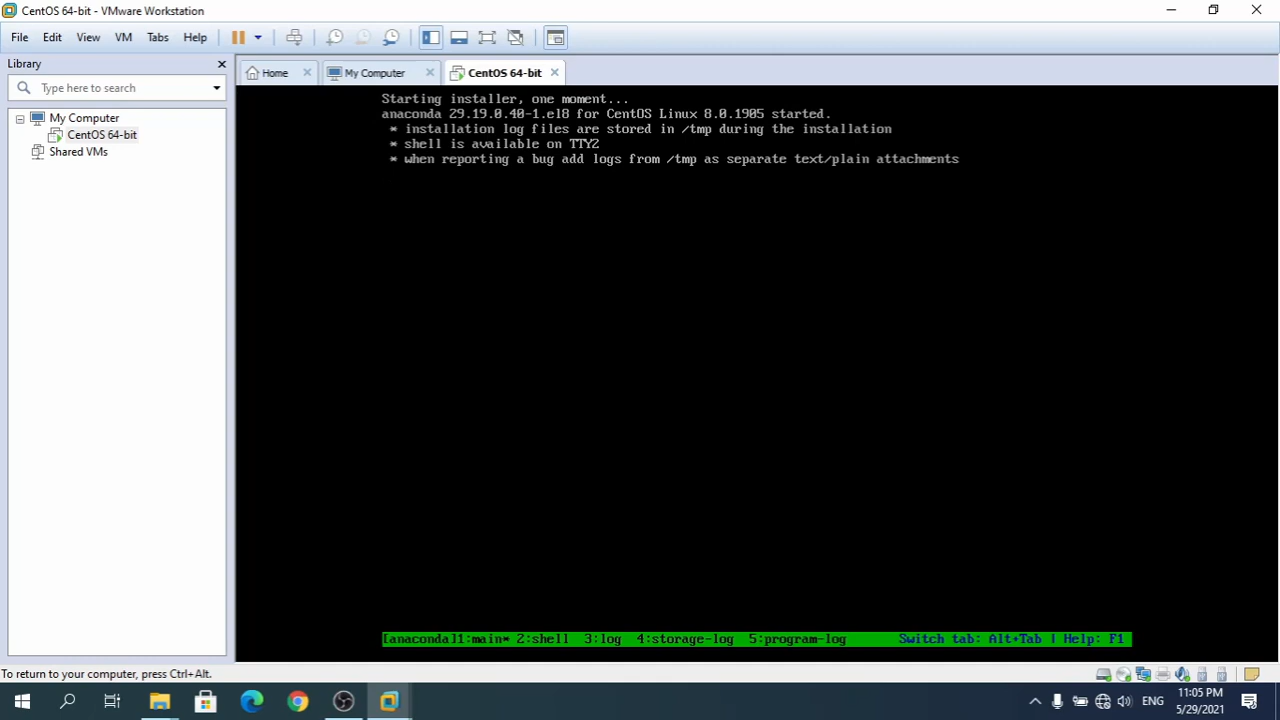 CentOS 64-bit - VMware Workstation
File Edit View VM Tabs Help
Library
Type here to search
My Computer
CentOS 64-bit
Shared VMs
Home My Computer CentOS 64-bit
Starting installer, one moment...
anaconda 29.19.0.40-1.el8 for CentOS Linux 8.0.1905 started.
* installation log files are stored in /tmp during the installation
* shell is available on TTY2
* when reporting a bug add logs from /tmp as separate text/plain attachments
[anaconda]1:main* 2:shell 3:log 4:storage-log 5:program-log Switch tab: Alt+Tab | Help: F1
To return to your computer, press Ctrl+Alt.
ENG
11:05 PM
5/29/2021